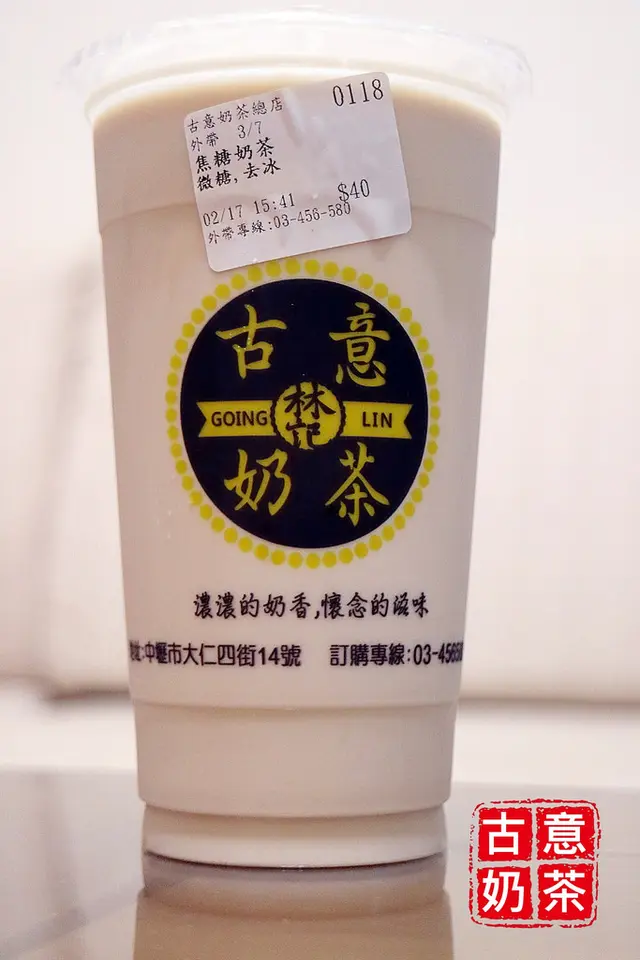 古意奶茶總店
0118
外帶 3/7
焦糖奶茶
微糖,去冰
02/17 15:41 $40
外帶專線:03-456-580
古意
GOING 林記 LIN
奶茶
濃濃的奶香,懷念的滋味
地址:中壢市大仁四街14號 訂購專線:03-4565
古意
奶茶